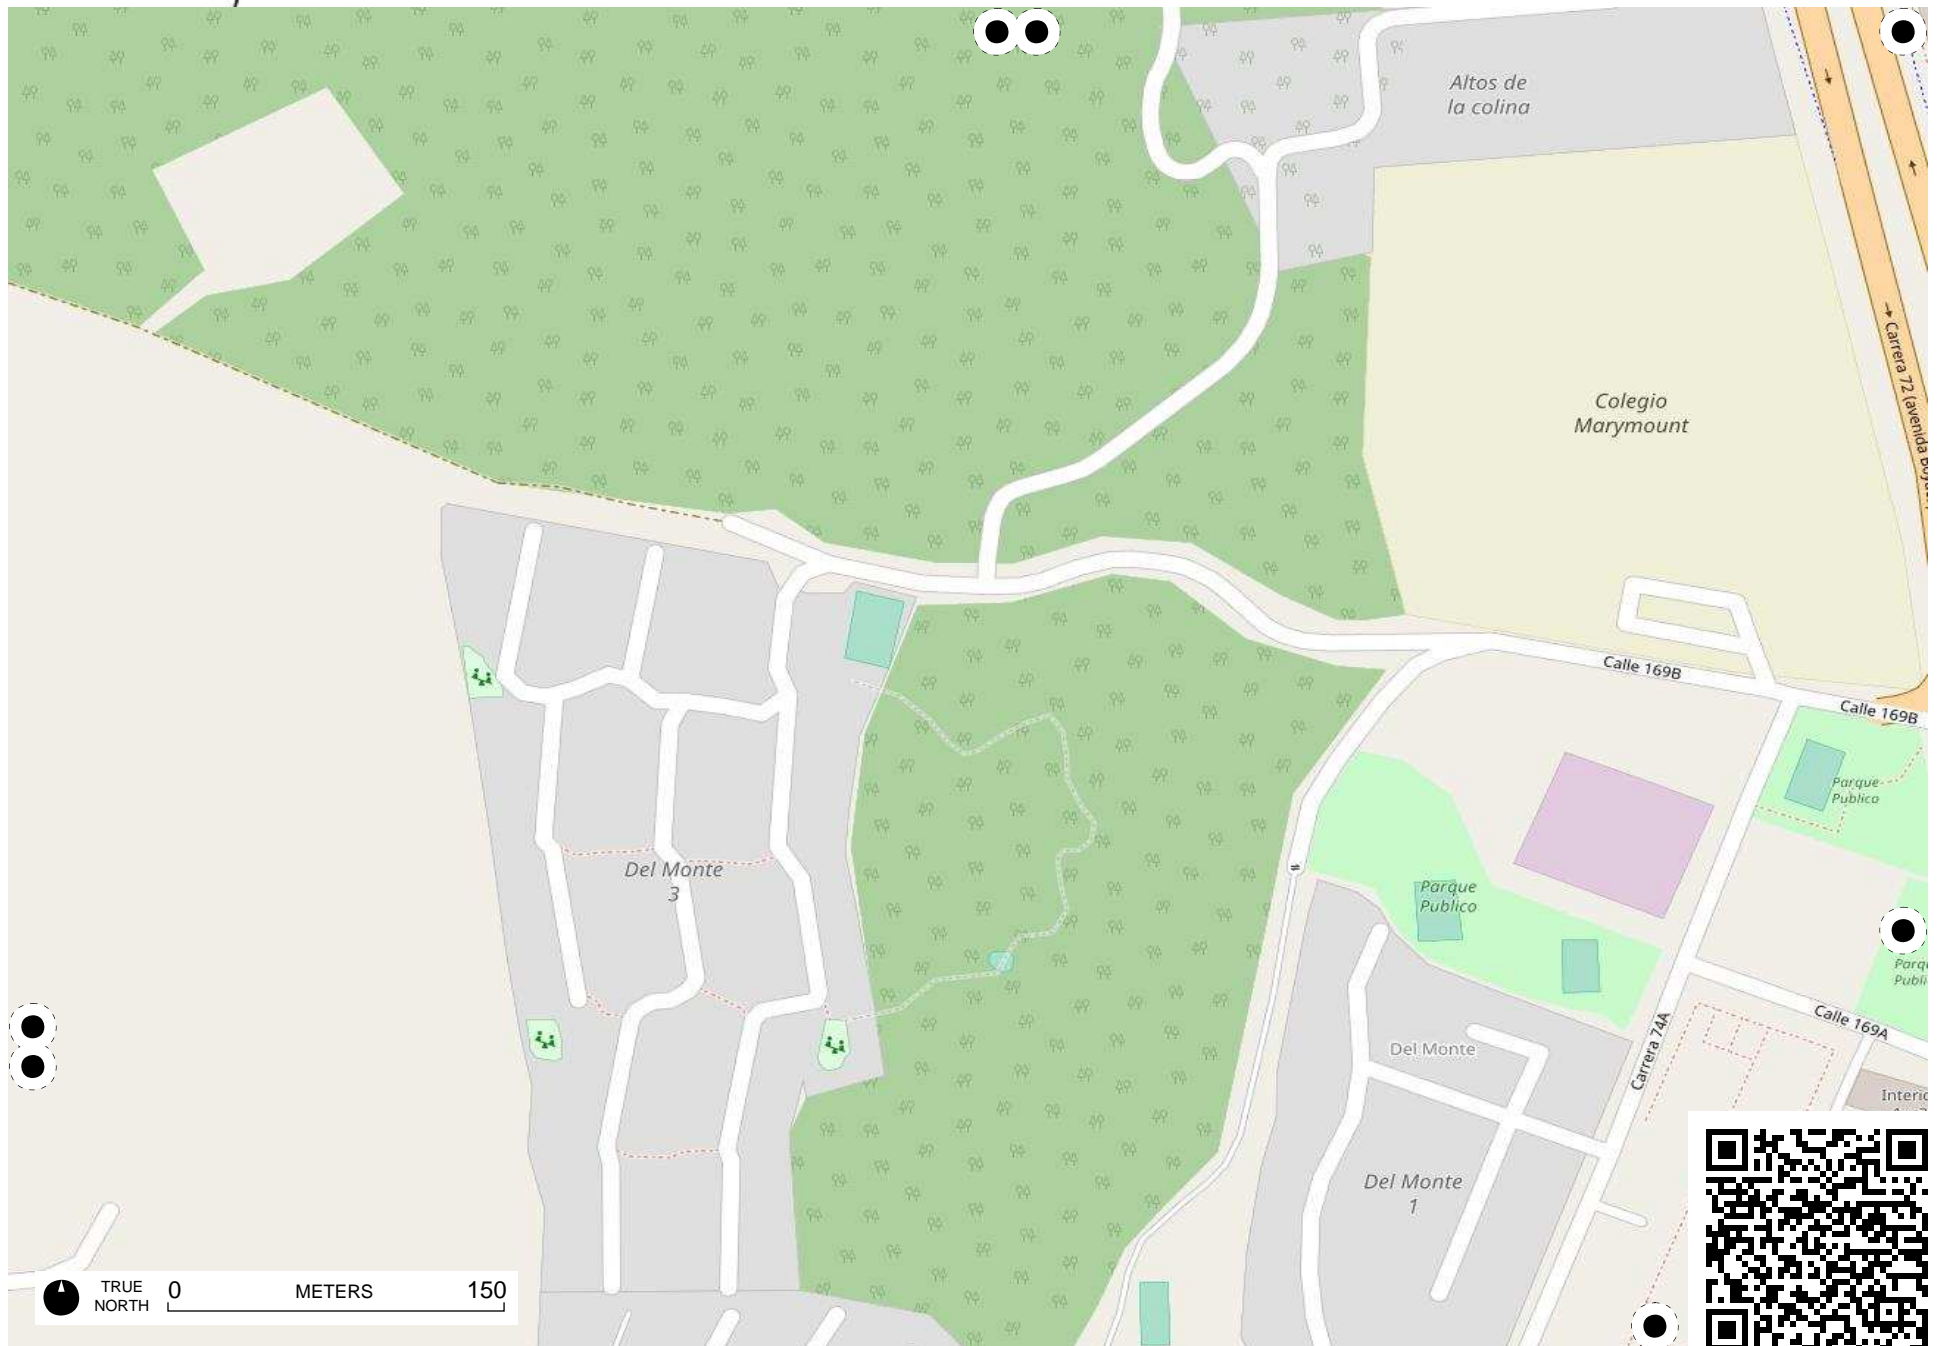 Altos de
la colina
Carrera 72 (avenida Boyacá)
Colegio
Marymount
Calle 169B
Calle 169B
Parque
Publico
Del Monte
3
Parque
Publico
Calle 169A
Carrera 74A
Del Monte
Del Monte
1
TRUE
NORTH
0
METERS
150